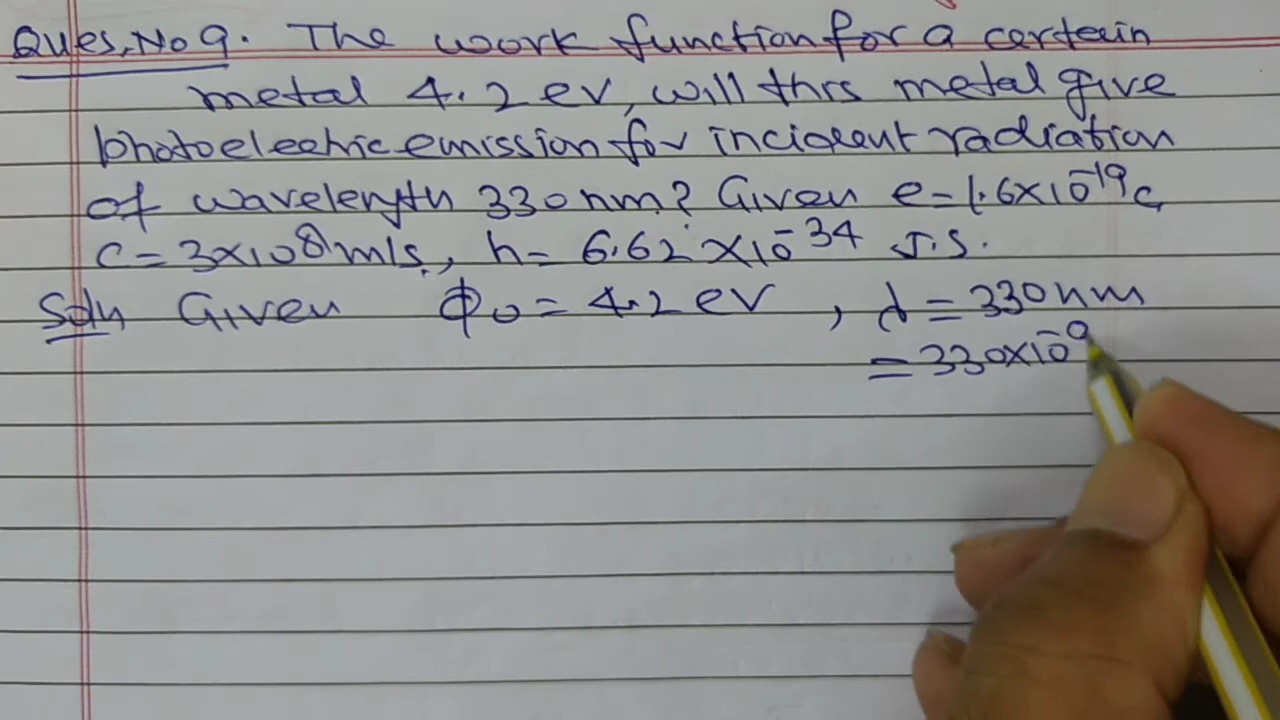 Ques. No 9. The work function for a certain
metal 4.2 eV, will this metal give
photoelectric emission for incident radiation
of wavelength 330 nm? Given e=1.6×10⁻¹⁹C,
c=3×10⁸m/s, h= 6.62×10⁻³⁴ J.S.
Soln Given ϕ₀ = 4.2 eV, λ = 330 nm
= 330×10⁻⁹